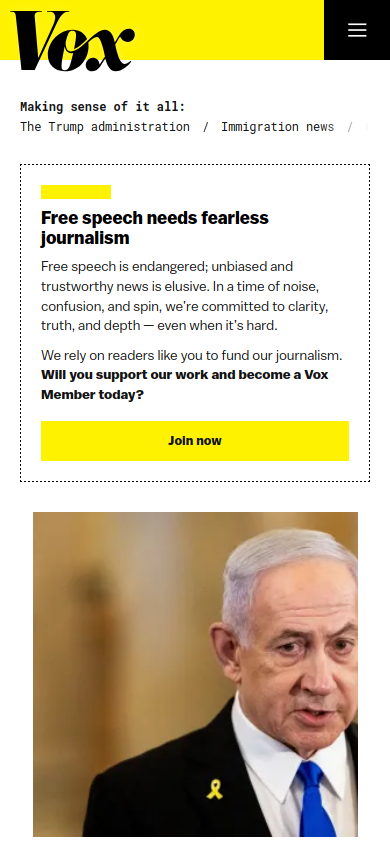 Vox
Making sense of it all:
The Trump administration / Immigration news /
Free speech needs fearless
journalism
Free speech is endangered; unbiased and
trustworthy news is elusive. In a time of noise,
confusion, and spin, we’re committed to clarity,
truth, and depth — even when it’s hard.
We rely on readers like you to fund our journalism.
Will you support our work and become a Vox
Member today?
Join now